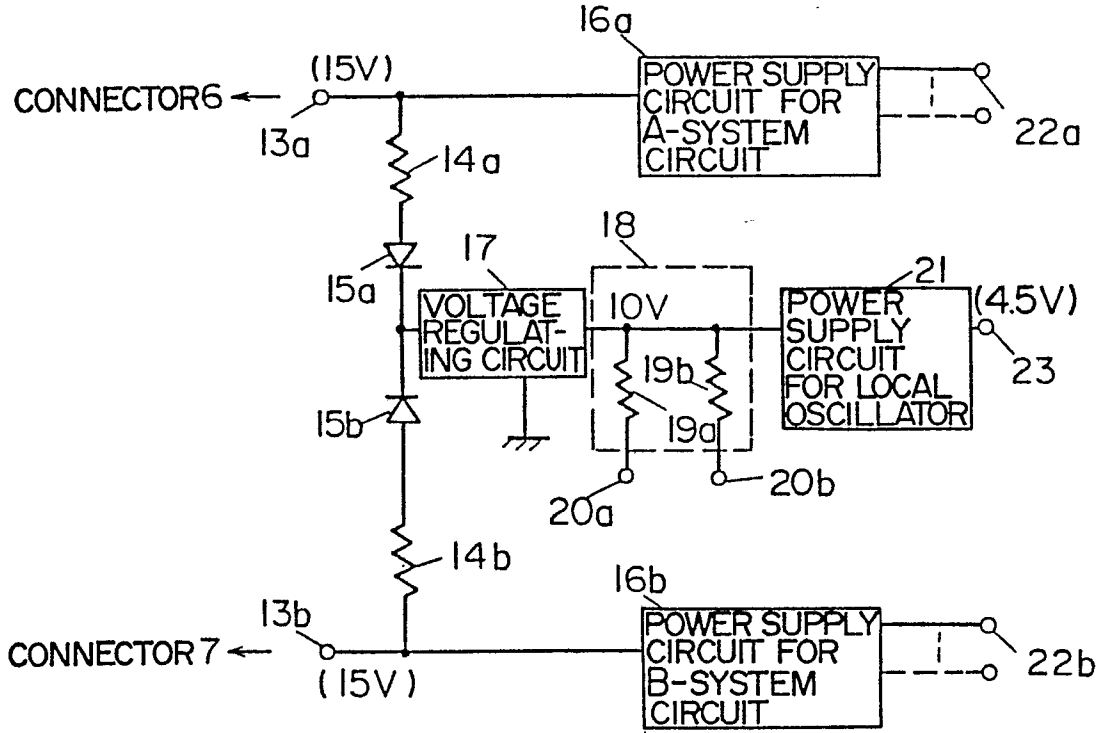 16a
(15V)
CONNECTOR6
13a
14a
POWER SUPPLY
CIRCUIT FOR
A-SYSTEM
CIRCUIT
22a
15a
17
18
21
VOLTAGE
REGULAT-
ING CIRCUIT
10V
19b
19a
POWER
SUPPLY
CIRCUIT
FOR LOCAL
OSCILLATOR
(4.5V)
23
15b
20a
20b
14b
13b
CONNECTOR7
(15V)
16b
POWER SUPPLY
CIRCUIT FOR
B-SYSTEM
CIRCUIT
22b